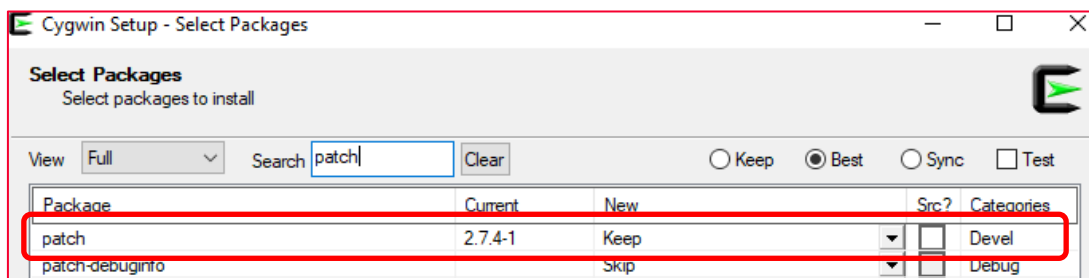 Cygwin Setup - Select Packages
Select Packages
Select packages to install
View Full Search patch Clear Keep Best Sync Test
Package Current New Src? Categories
patch 2.7.4-1 Keep Devel
patch-debuginfo Skip Debug